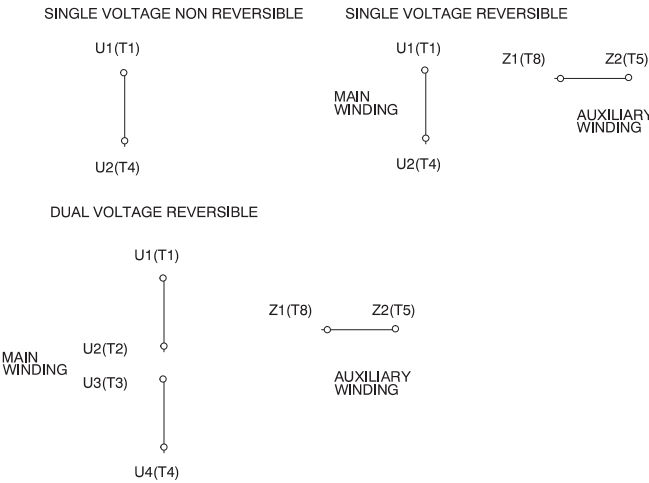 SINGLE VOLTAGE NON REVERSIBLE
U1(T1)
U2(T4)
SINGLE VOLTAGE REVERSIBLE
U1(T1)
Z1(T8) Z2(T5)
MAIN
WINDING
AUXILIARY
WINDING
U2(T4)
DUAL VOLTAGE REVERSIBLE
U1(T1)
Z1(T8) Z2(T5)
U2(T2)
MAIN
WINDING
U3(T3)
AUXILIARY
WINDING
U4(T4)